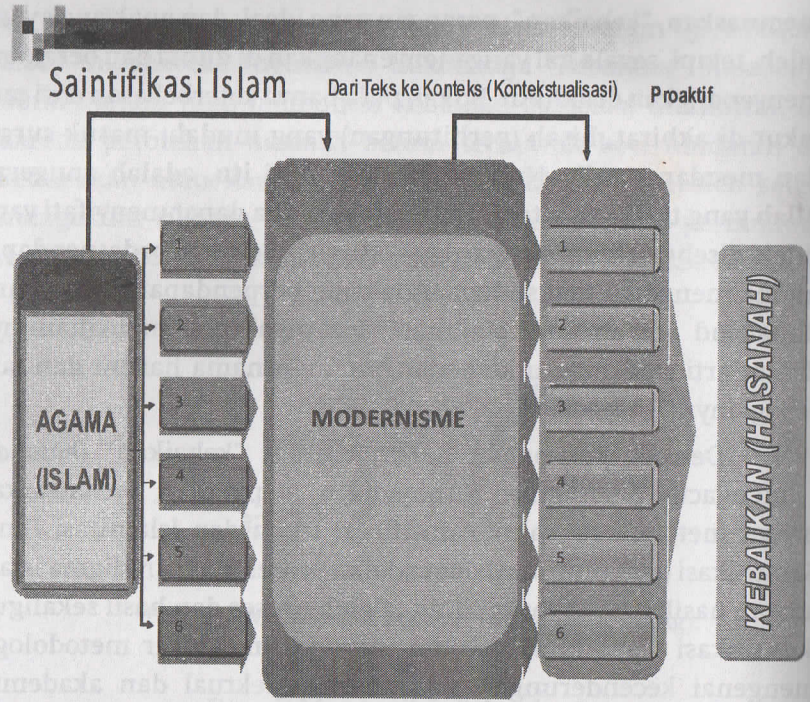 Saintifikasi Islam
Dari Teks ke Konteks (Kontekstualisasi)
Proaktif
AGAMA
(ISLAM)
1
2
3
4
5
6
MODERNISME
1
2
3
4
5
6
KEBAIKAN (HASANAH)